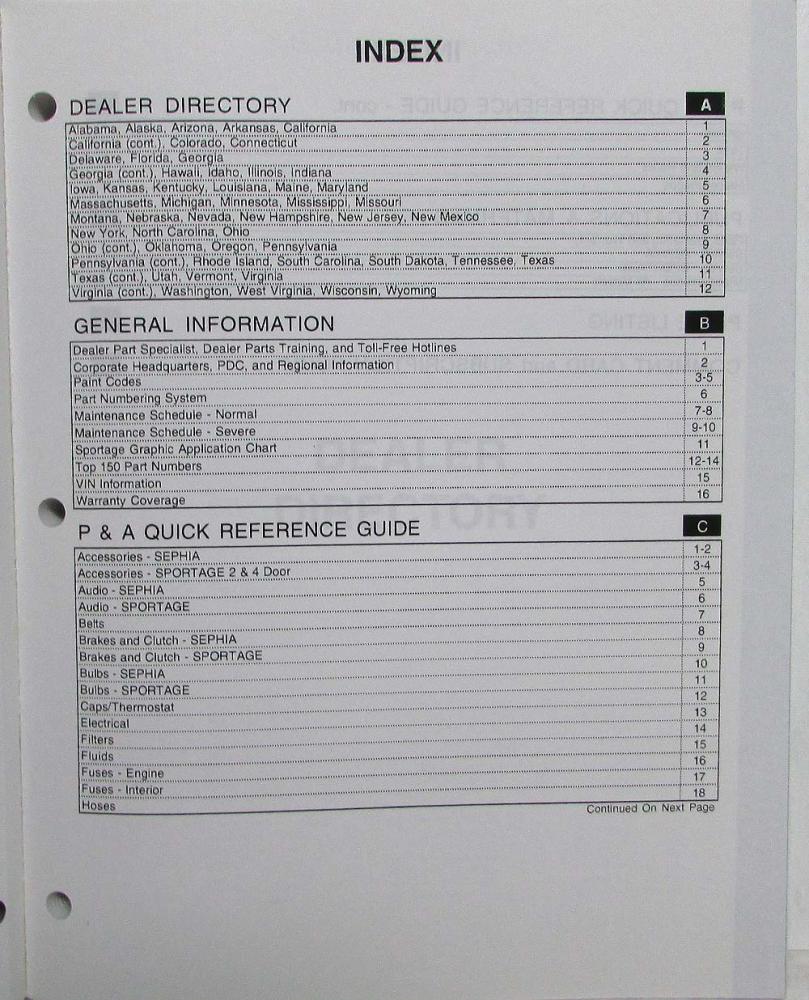 INDEX
DEALER DIRECTORY A
Alabama, Alaska, Arizona, Arkansas, California 1
California (cont.), Colorado, Connecticut 2
Delaware, Florida, Georgia 3
Georgia (cont.), Hawaii, Idaho, Illinois, Indiana 4
Iowa, Kansas, Kentucky, Louisiana, Maine, Maryland 5
Massachusetts, Michigan, Minnesota, Mississippi, Missouri 6
Montana, Nebraska, Nevada, New Hampshire, New Jersey, New Mexico 7
New York, North Carolina, Ohio 8
Ohio (cont.), Oklahoma, Oregon, Pennsylvania 9
Pennsylvania (cont.), Rhode Island, South Carolina, South Dakota, Tennessee, Texas 10
Texas (cont.), Utah, Vermont, Virginia 11
Virginia (cont.), Washington, West Virginia, Wisconsin, Wyoming 12
GENERAL INFORMATION B
Dealer Part Specialist, Dealer Parts Training, and Toll-Free Hotlines 1
Corporate Headquarters, PDC, and Regional Information 2
Paint Codes 3-5
Part Numbering System 6
Maintenance Schedule - Normal 7-8
Maintenance Schedule - Severe 9-10
Sportage Graphic Application Chart 11
Top 150 Part Numbers 12-14
VIN Information 15
Warranty Coverage 16
P & A QUICK REFERENCE GUIDE C
Accessories - SEPHIA 1-2
Accessories - SPORTAGE 2 & 4 Door 3-4
Audio - SEPHIA 5
Audio - SPORTAGE 6
Belts 7
Brakes and Clutch - SEPHIA 8
Brakes and Clutch - SPORTAGE 9
Bulbs - SEPHIA 10
Bulbs - SPORTAGE 11
Caps/Thermostat 12
Electrical 13
Filters 14
Fluids 15
Fuses - Engine 16
Fuses - Interior 17
Hoses 18
Continued On Next Page